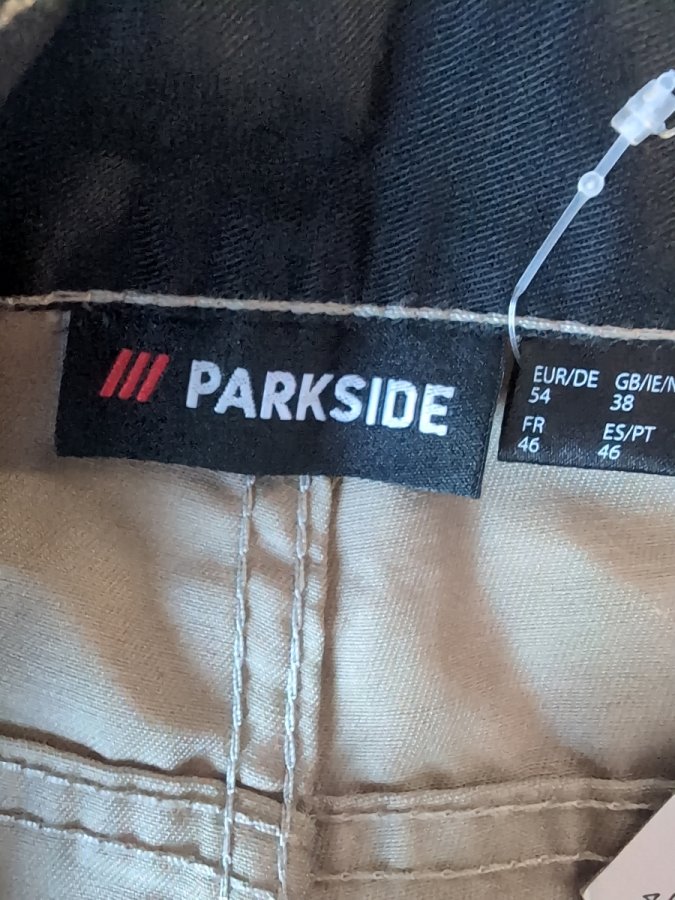 PARKSIDE
EUR/DE GB/IE/
54 38
FR ES/PT
46 46